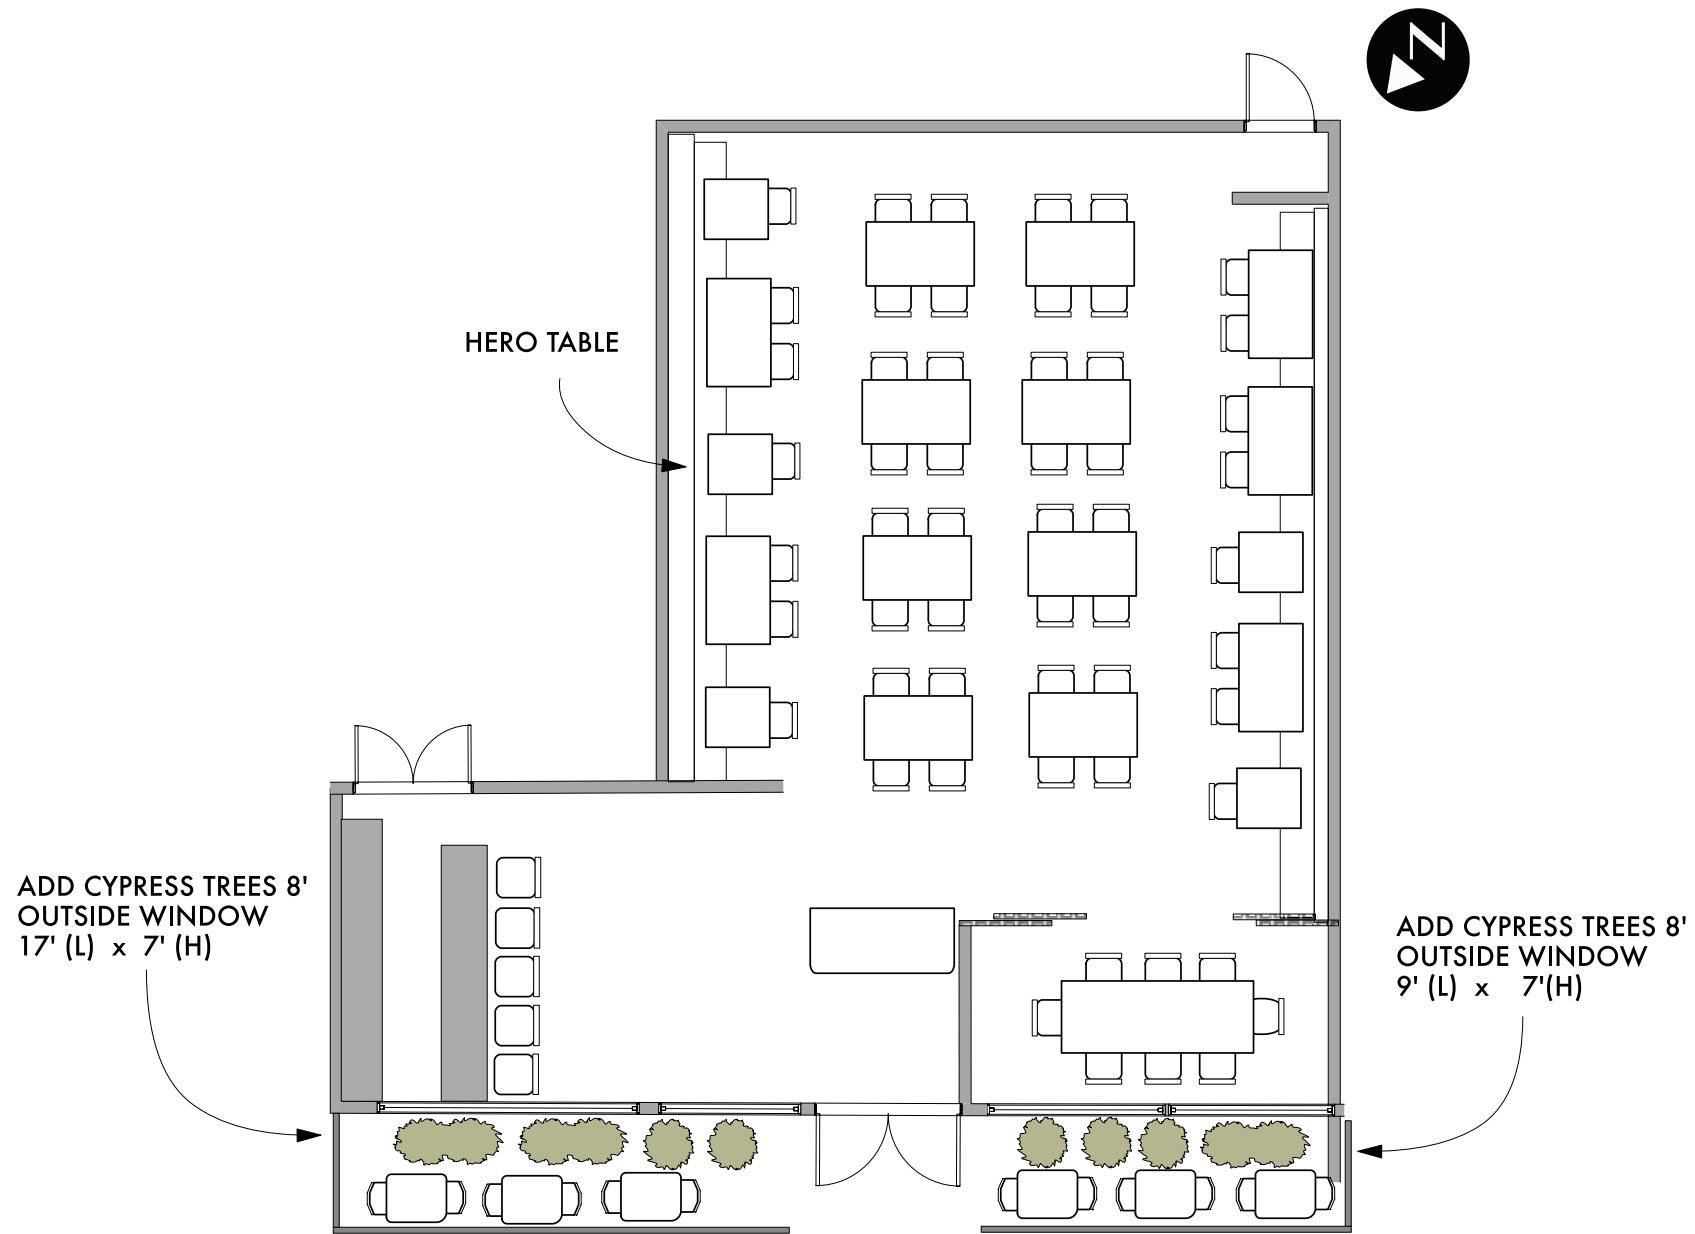 N
HERO TABLE
ADD CYPRESS TREES 8'
OUTSIDE WINDOW
17' (L) x 7' (H)
ADD CYPRESS TREES 8'
OUTSIDE WINDOW
9' (L) x 7'(H)